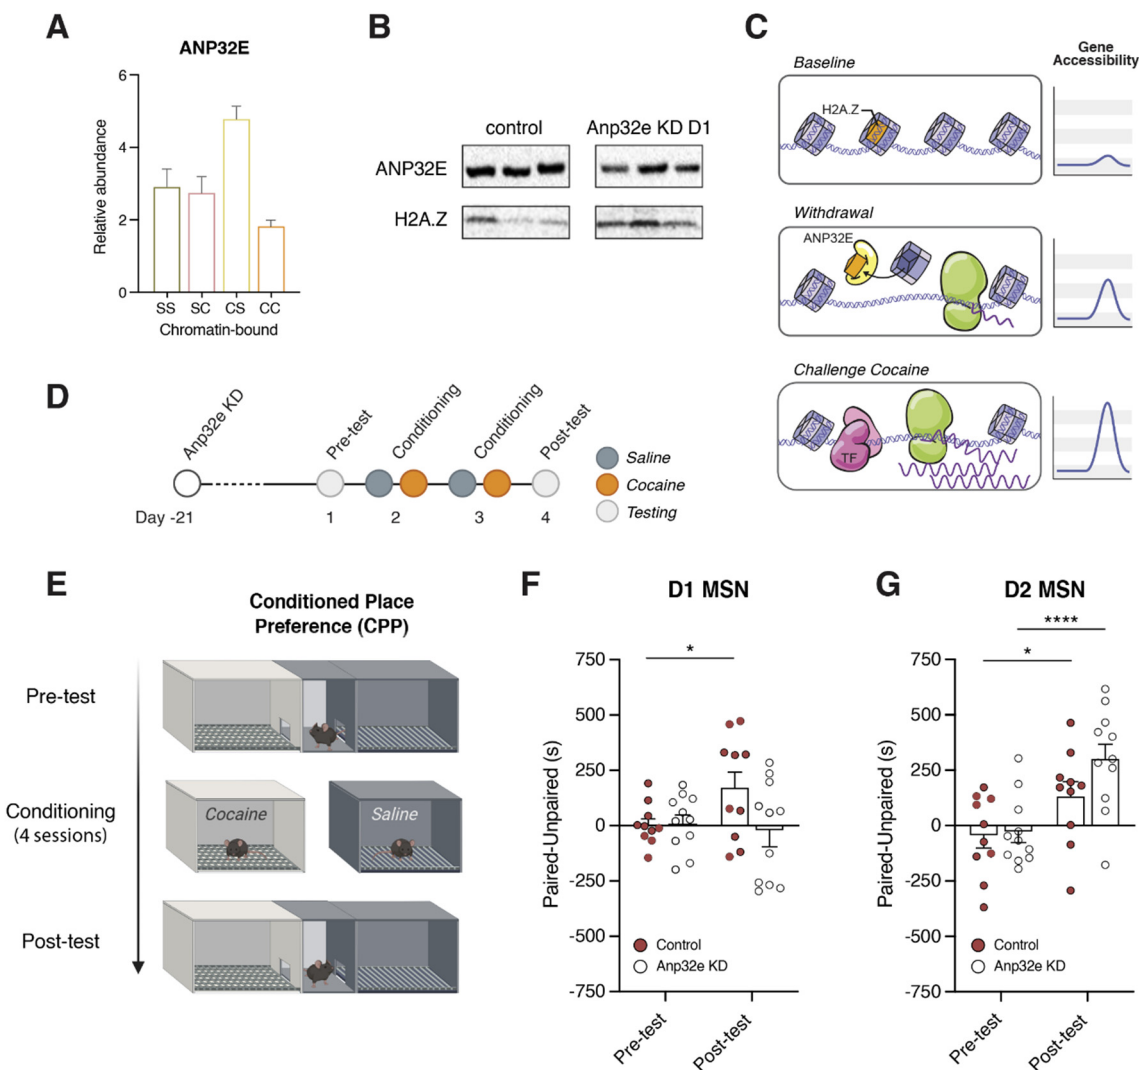 A
ANP32E
Relative abundance
6
4
2
0
SS SC CS CC
Chromatin-bound
B
control
Anp32e KD D1
ANP32E
H2A.Z
C
Gene
Accessibility
Baseline
H2A.Z
Withdrawal
ANP32E
Challenge Cocaine
TF
D
Anp32e KD
Pre-test
Conditioning
Conditioning
Post-test
Saline
Cocaine
Testing
Day -21
1
2
3
4
E
Conditioned Place
Preference (CPP)
Pre-test
Conditioning
(4 sessions)
Cocaine
Saline
Post-test
F
D1 MSN
*
Paired-Unpaired (s)
750
500
250
0
-250
-500
-750
Control
Anp32e KD
Pre-test
Post-test
G
D2 MSN
****
*
Paired-Unpaired (s)
750
500
250
0
-250
-500
-750
Control
Anp32e KD
Pre-test
Post-test